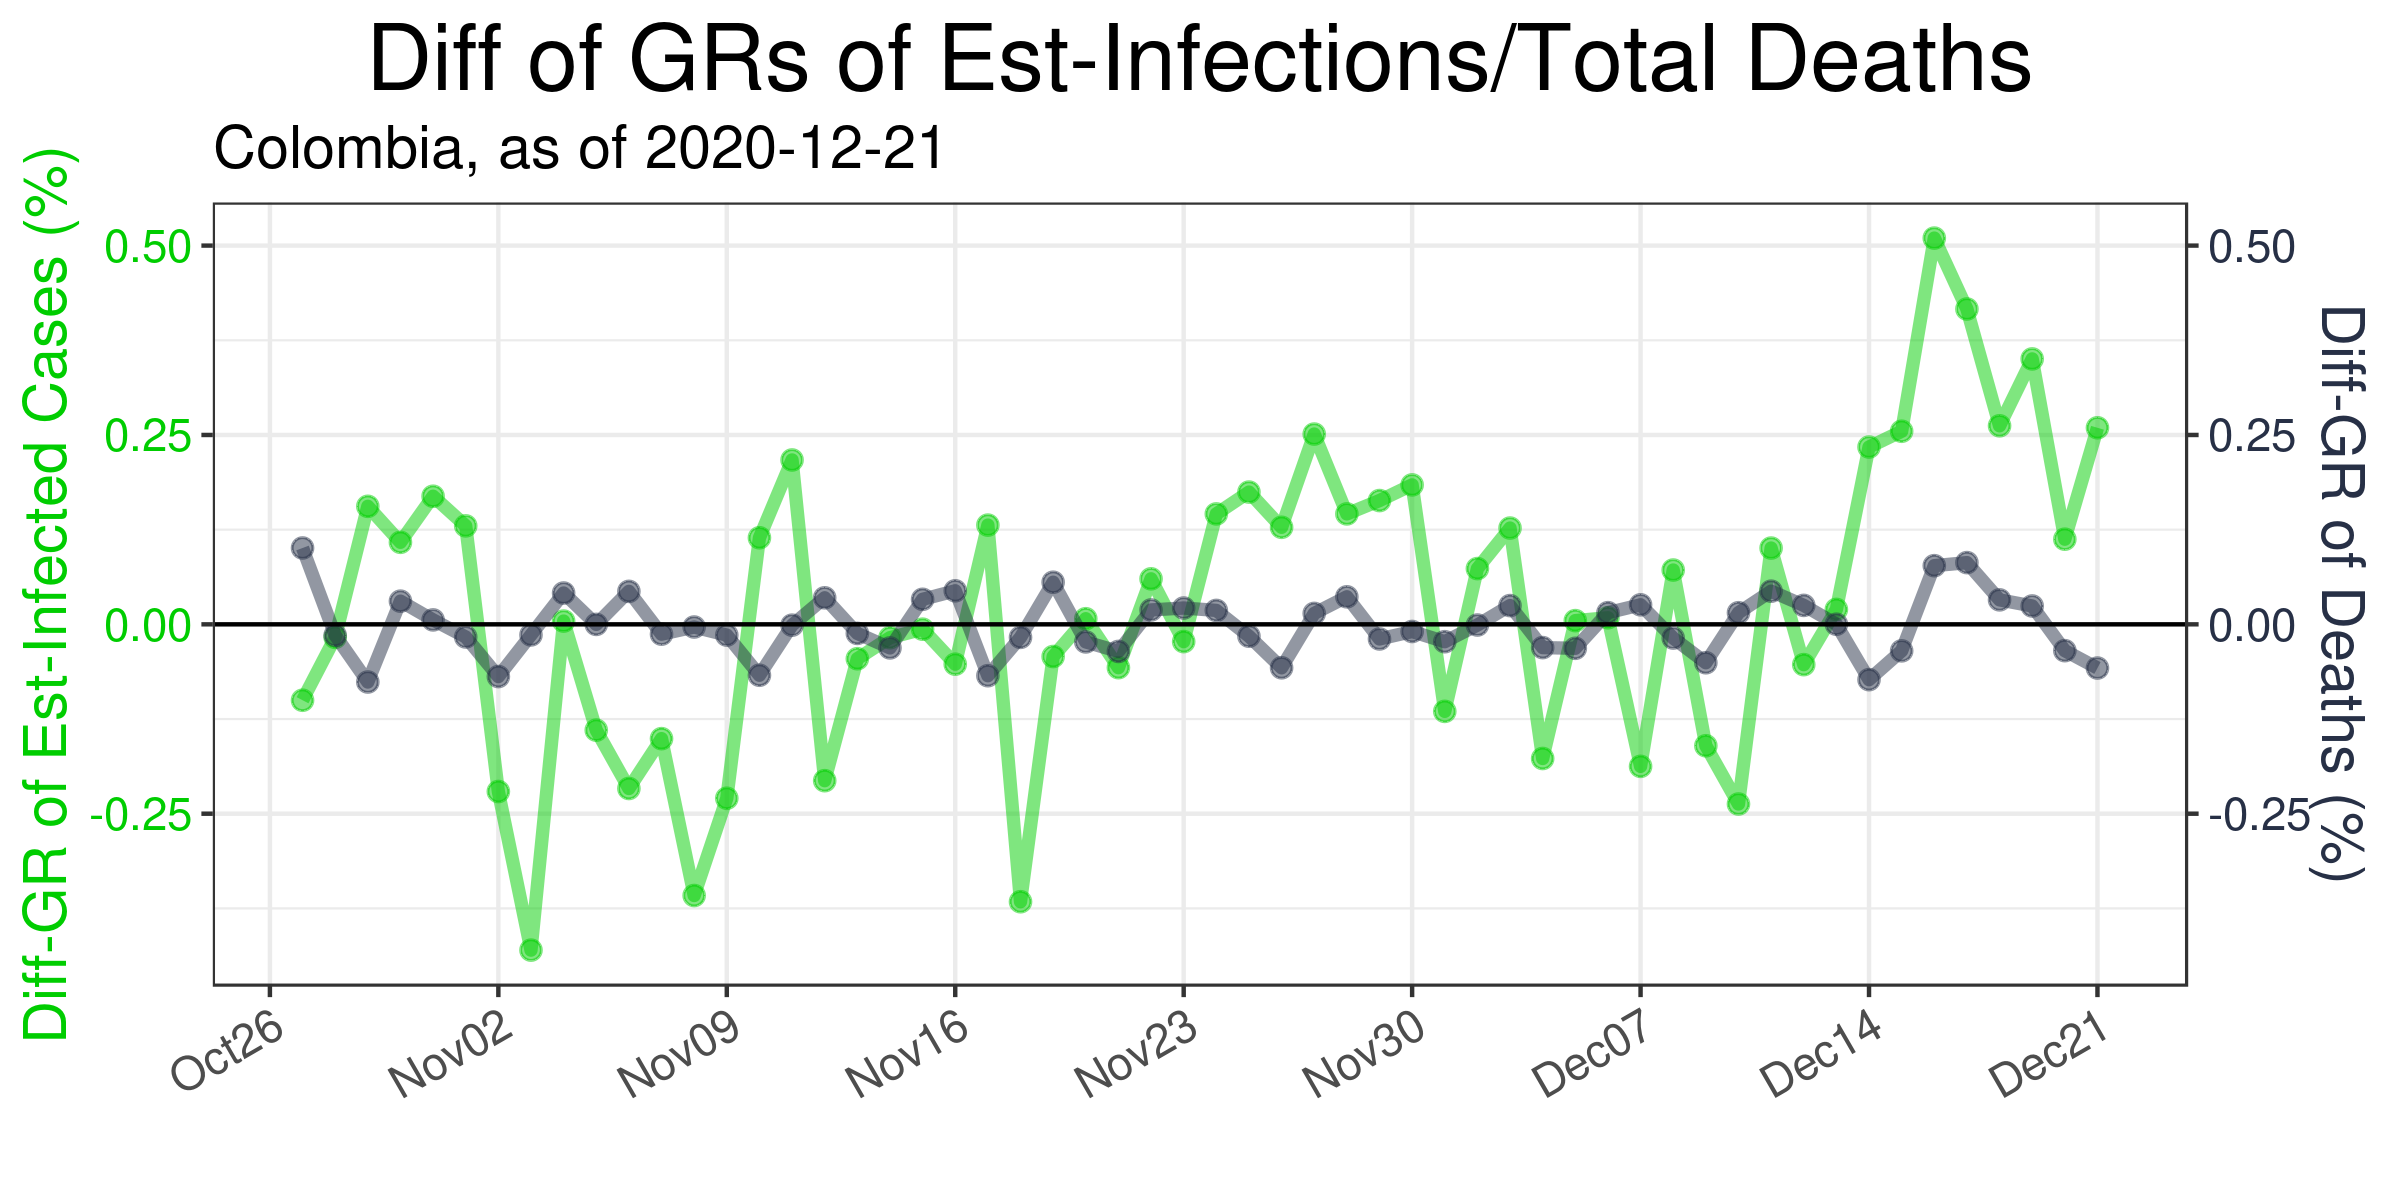 Diff of GRs of Est-Infections/Total Deaths
Colombia, as of 2020-12-21
Diff-GR of Est-Infected Cases (%)
0.50
0.25
0.00
-0.25
0.50
0.25
0.00
-0.25
Diff-GR of Deaths (%)
Oct26
Nov02
Nov09
Nov16
Nov23
Nov30
Dec07
Dec14
Dec21